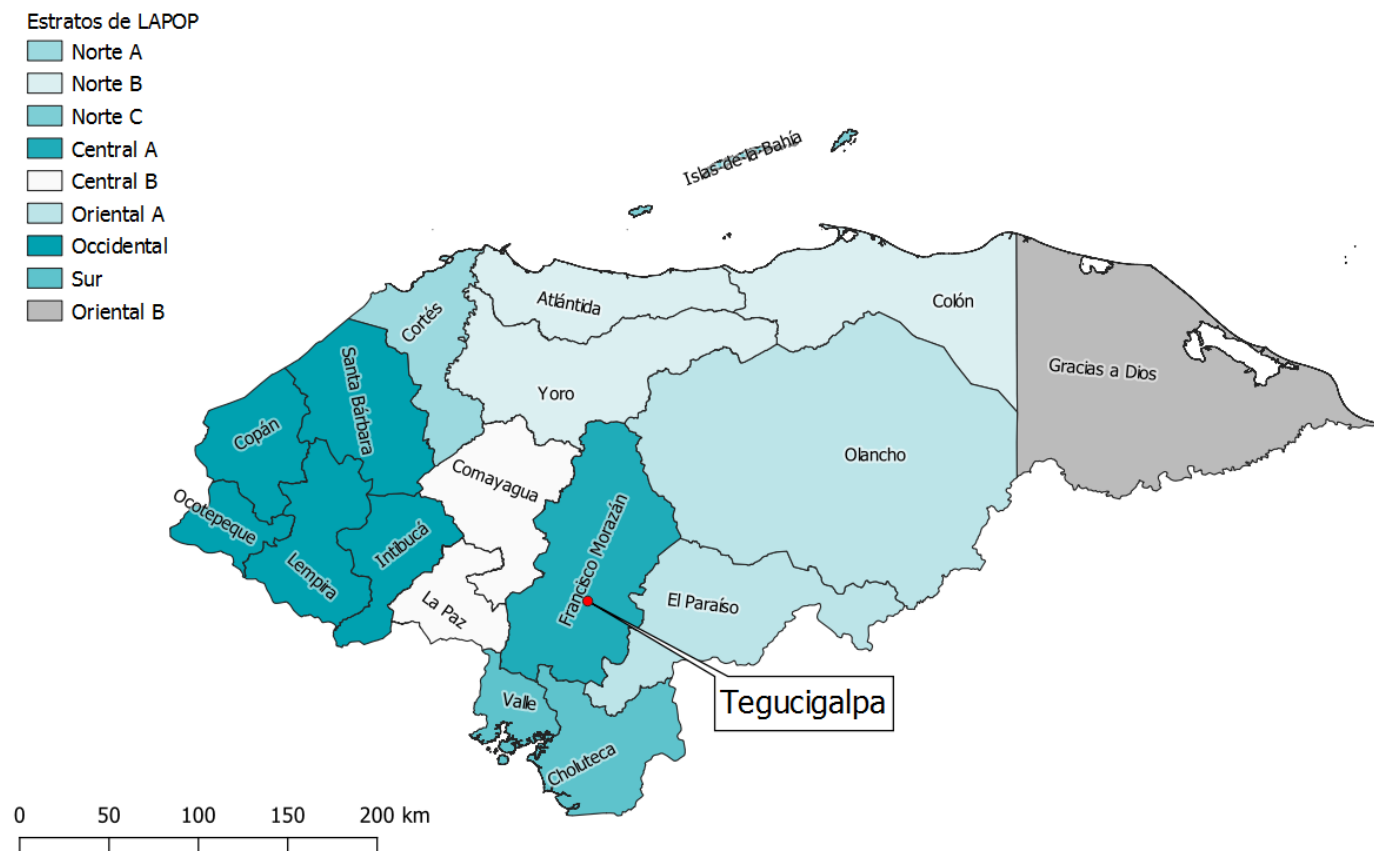 Estratos de LAPOP
Norte A
Norte B
Norte C
Central A
Central B
Oriental A
Occidental
Sur
Oriental B
Islas de la Bahía
Atlántida
Colón
Cortés
Gracias a Dios
Santa Bárbara
Yoro
Copán
Olancho
Comayagua
Ocotepeque
Intibucá
Francisco Morazán
Lempira
La Paz
El Paraíso
Tegucigalpa
Valle
Choluteca
0 50 100 150 200 km